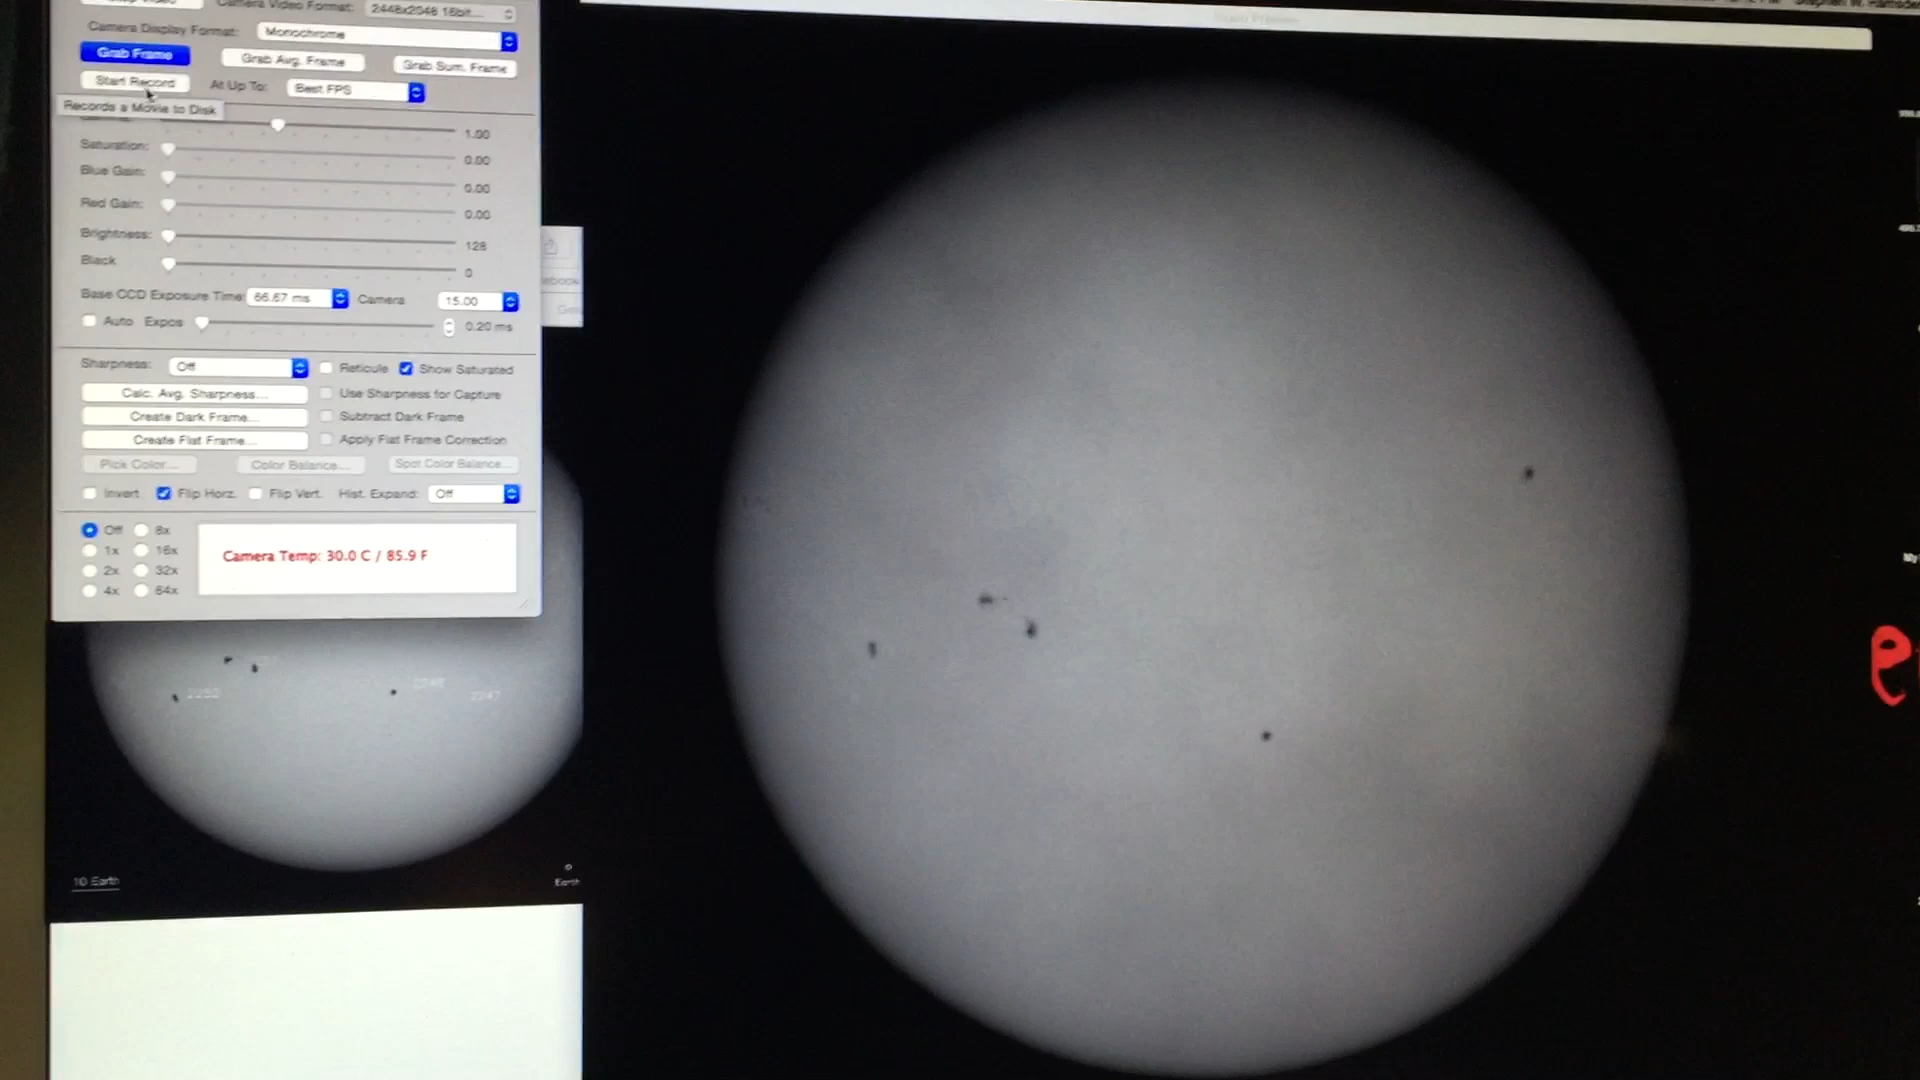 Camera Video Format: 2448x2048 16bit...
Camera Display Format: Monochrome
Grab Frame Grab Avg. Frame Grab Sum. Frame
Start Record At Up To: Best FPS
Records a Movie to Disk
1.00
Saturation: 0.00
Blue Gain: 0.00
Red Gain: 0.00
Brightness: 128
Black 0
Base CCD Exposure Time 66.67 ms Camera 15.00
Auto Expos 0.20 ms
Sharpness: Off Reticule Show Saturated
Calc. Avg. Sharpness... Use Sharpness for Capture
Create Dark Frame... Subtract Dark Frame
Create Flat Frame... Apply Flat Frame Correction
Pick Color... Color Balance... Spot Color Balance...
Invert Flip Horz. Flip Vert. Hist. Expand: Off
Off 8x
1x 16x
2x 32x
4x 64x
Camera Temp: 30.0 C / 85.9 F
2247
10 Earth
Earth
My